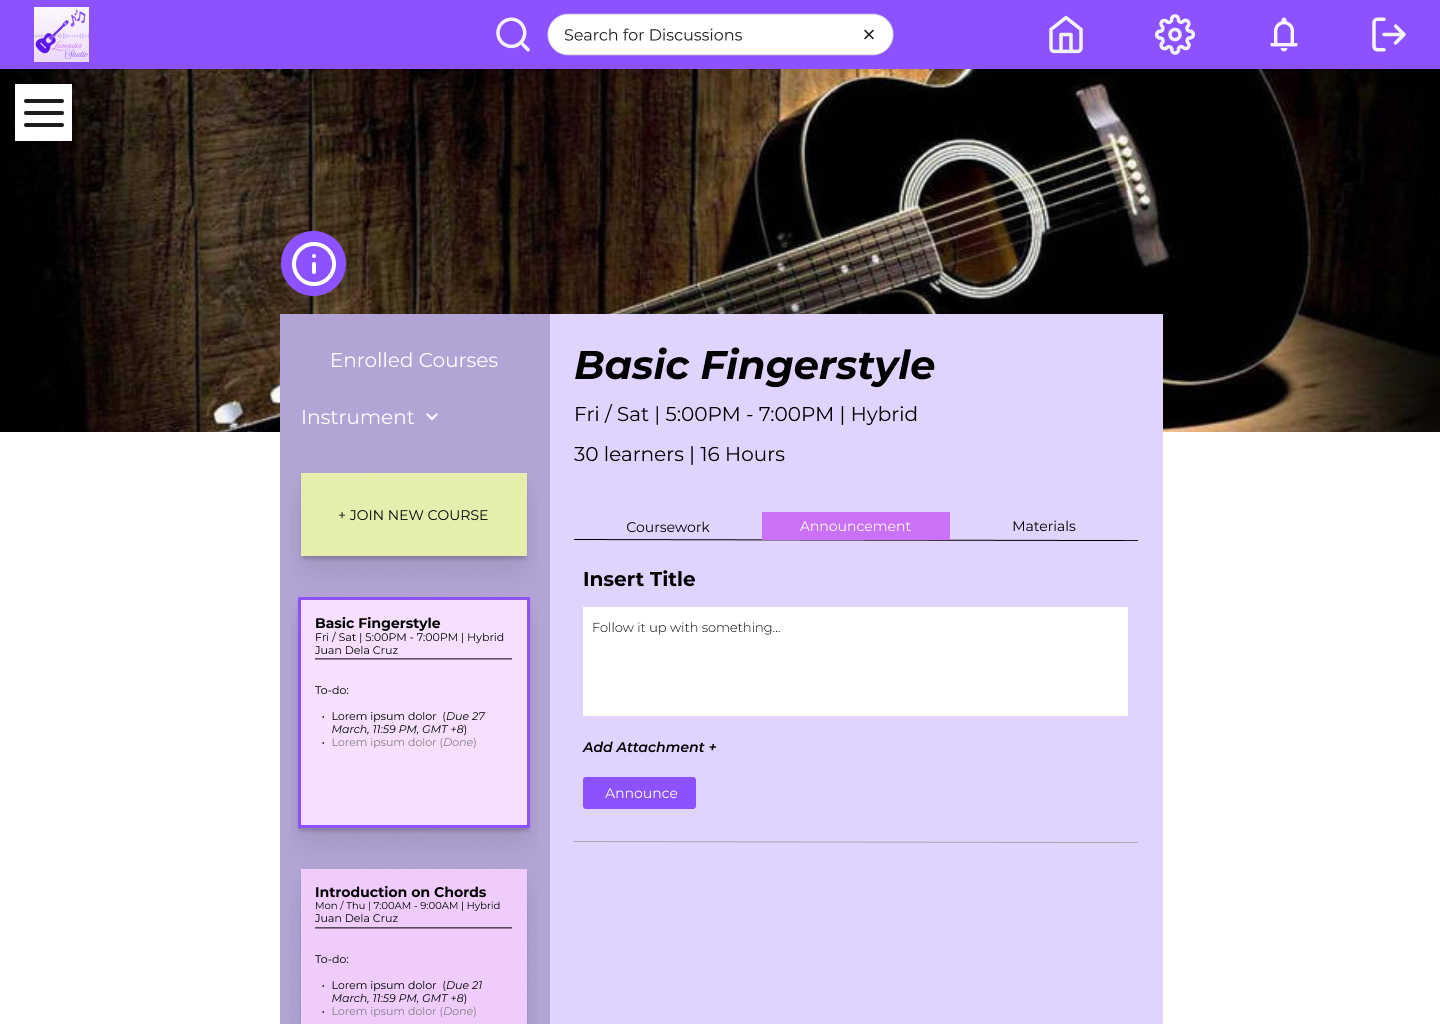 Lavender
Studio
Search for Discussions
Enrolled Courses
Instrument
+ JOIN NEW COURSE
Basic Fingerstyle
Fri / Sat | 5:00PM - 7:00PM | Hybrid
Juan Dela Cruz
To-do:
• Lorem ipsum dolor (Due 27
March, 11:59 PM, GMT +8)
• Lorem ipsum dolor (Done)
Introduction on Chords
Mon / Thu | 7:00AM - 9:00AM | Hybrid
Juan Dela Cruz
To-do:
• Lorem ipsum dolor (Due 21
March, 11:59 PM, GMT +8)
• Lorem ipsum dolor (Done)
Basic Fingerstyle
Fri / Sat | 5:00PM - 7:00PM | Hybrid
30 learners | 16 Hours
Coursework
Announcement
Materials
Insert Title
Follow it up with something...
Add Attachment +
Announce